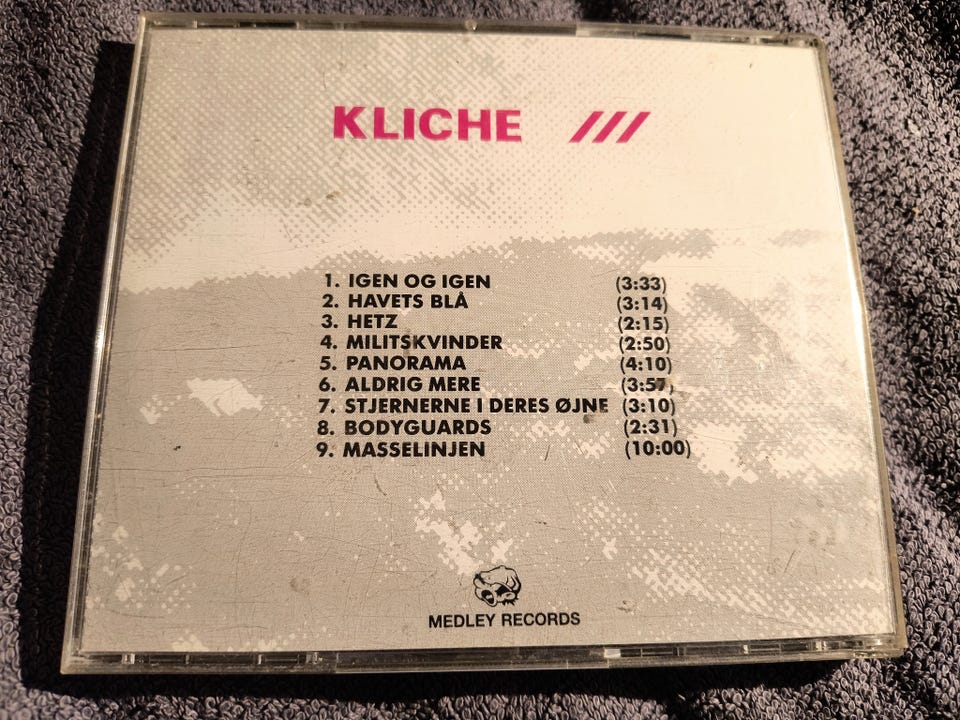 KLICHE ///
1. IGEN OG IGEN (3:33)
2. HAVETS BLÅ (3:14)
3. HETZ (2:15)
4. MILITSKVINDER (2:50)
5. PANORAMA (4:10)
6. ALDRIG MERE (3:57)
7. STJERNERNE I DERES ØJNE (3:10)
8. BODYGUARDS (2:31)
9. MASSELINJEN (10:00)
MEDLEY RECORDS